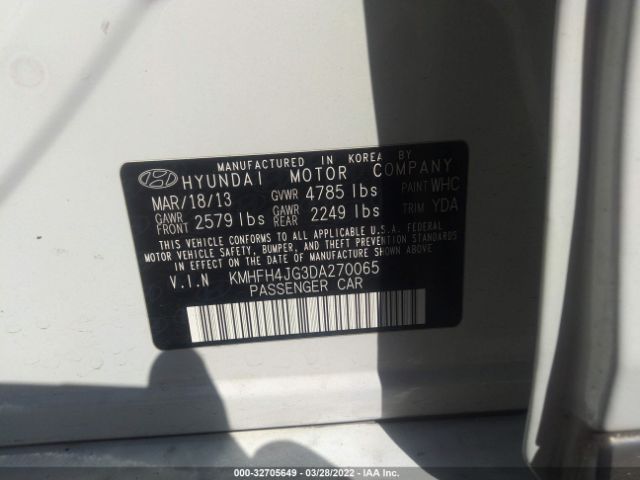 MANUFACTURED IN KOREA BY
HYUNDAI MOTOR COMPANY
MAR/18/13 GVWR 4785 lbs PAINT WHC
GAWR FRONT 2579 lbs GAWR REAR 2249 lbs TRIM YDA
THIS VEHICLE CONFORMS TO ALL APPLICABLE U.S. FEDERAL
MOTOR VEHICLE SAFETY, BUMPER, AND THEFT PREVENTION STANDARDS
IN EFFECT ON THE DATE OF MANUFACTURE SHOWN ABOVE.
V.I.N KMHFH4JG3DA270065
PASSENGER CAR
000 - 32705649 - 03/28/2022 - IAA Inc.